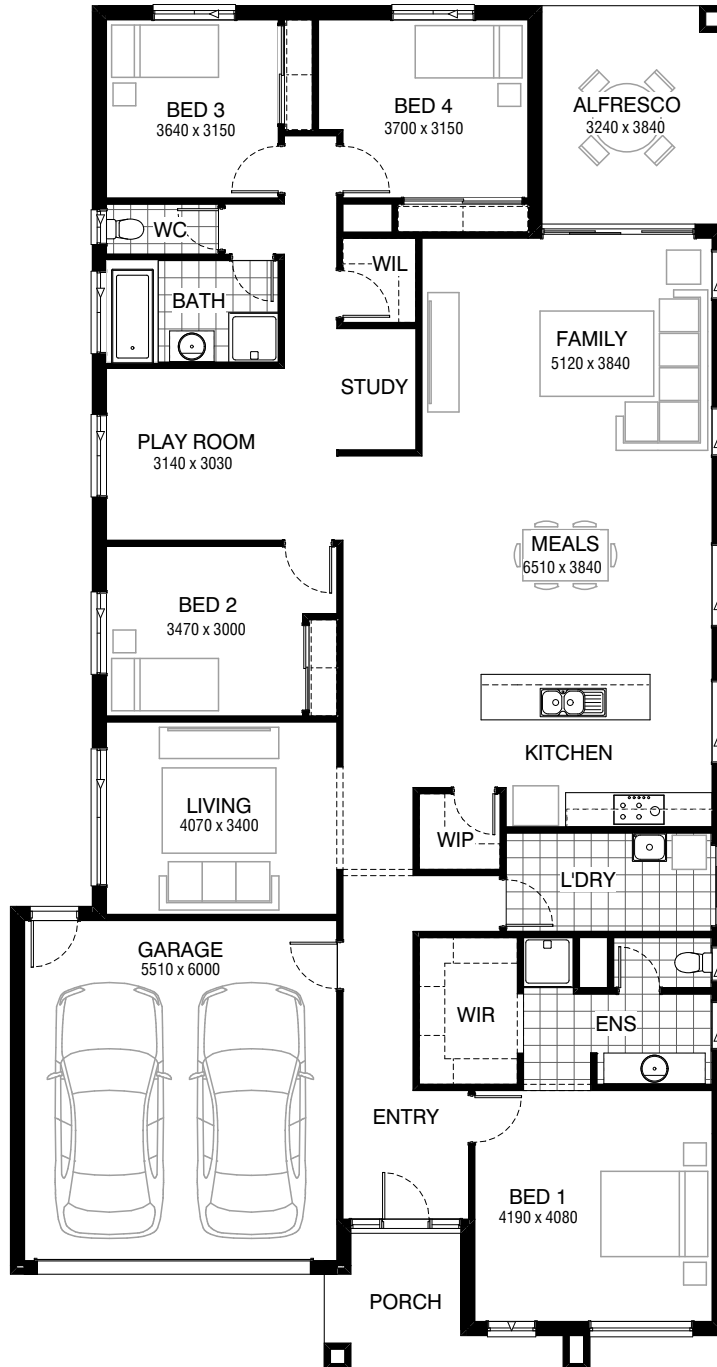 BED 3
3640 x 3150
BED 4
3700 x 3150
ALFRESCO
3240 x 3840
WC
WIL
BATH
FAMILY
5120 x 3840
STUDY
PLAY ROOM
3140 x 3030
MEALS
6510 x 3840
BED 2
3470 x 3000
KITCHEN
LIVING
4070 x 3400
WIP
L'DRY
GARAGE
5510 x 6000
WIR
ENS
ENTRY
BED 1
4190 x 4080
PORCH